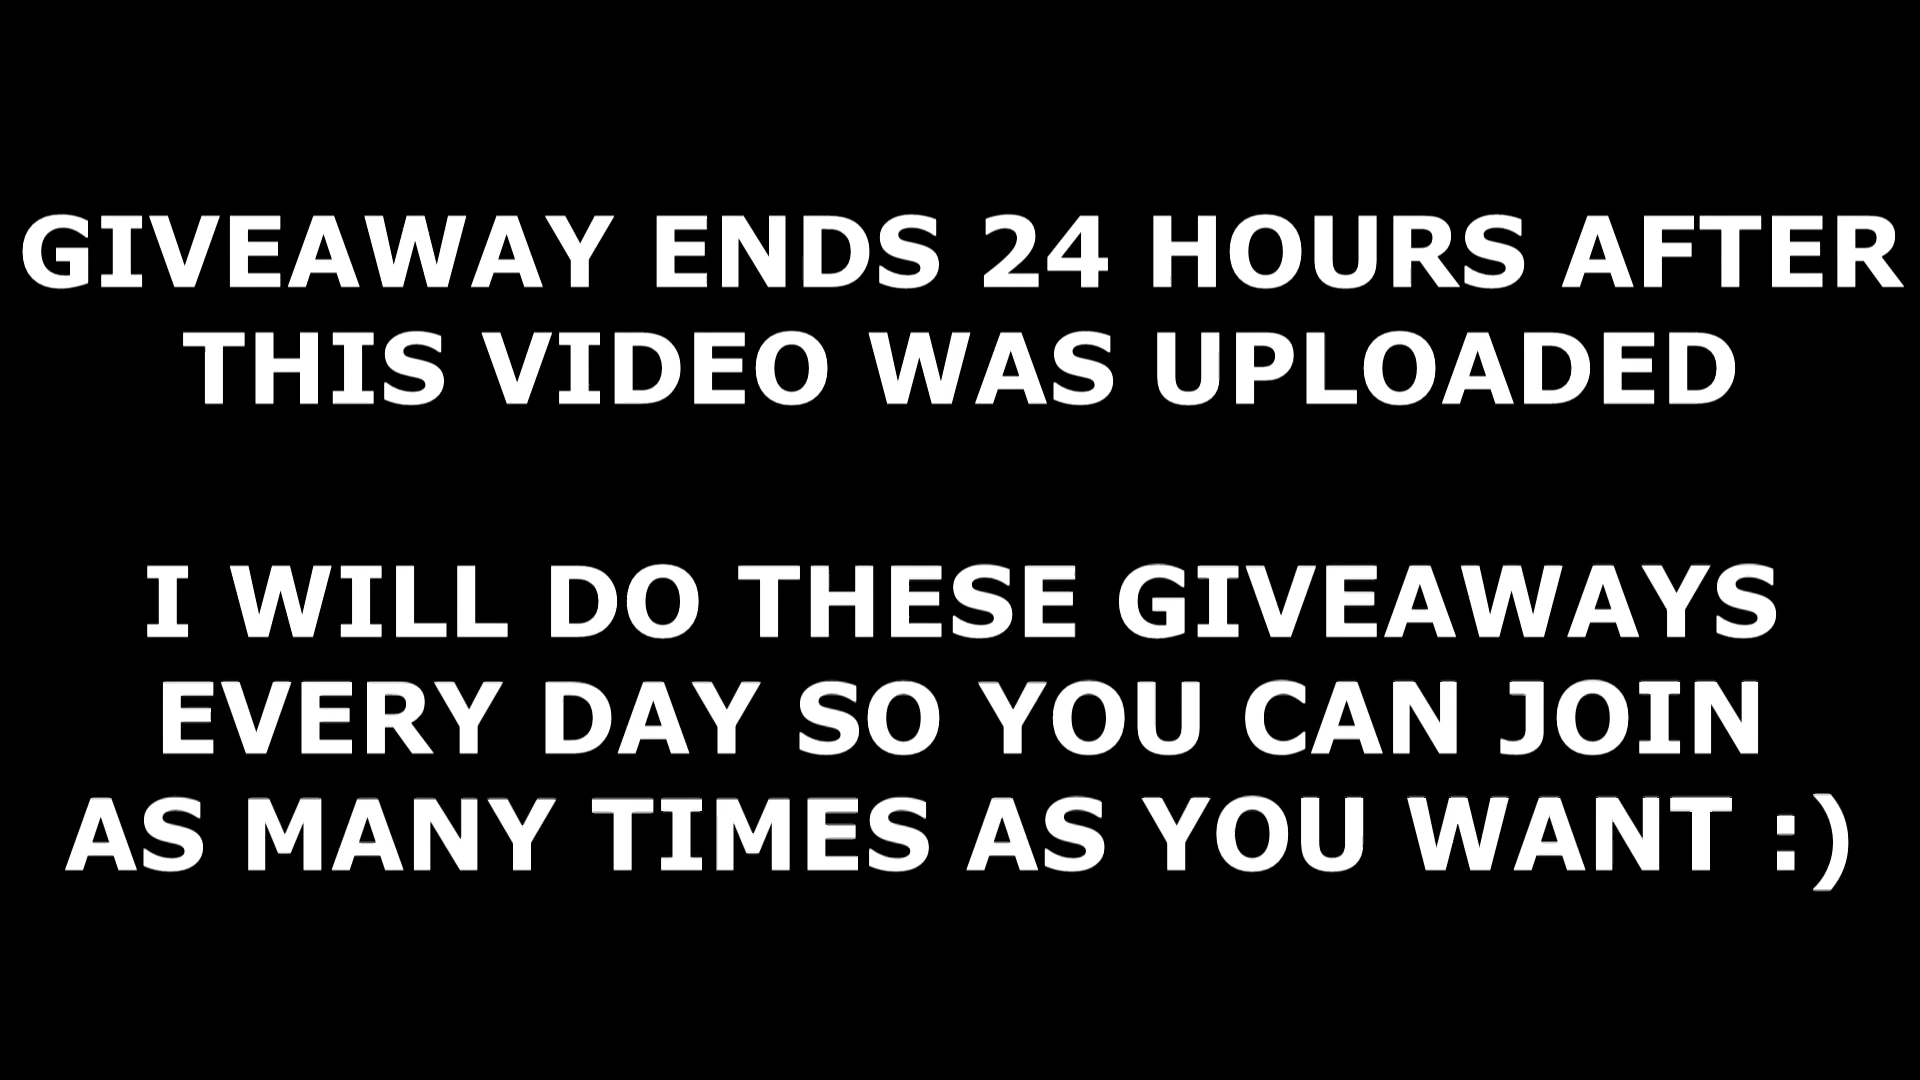 GIVEAWAY ENDS 24 HOURS AFTER
THIS VIDEO WAS UPLOADED
I WILL DO THESE GIVEAWAYS
EVERY DAY SO YOU CAN JOIN
AS MANY TIMES AS YOU WANT :)